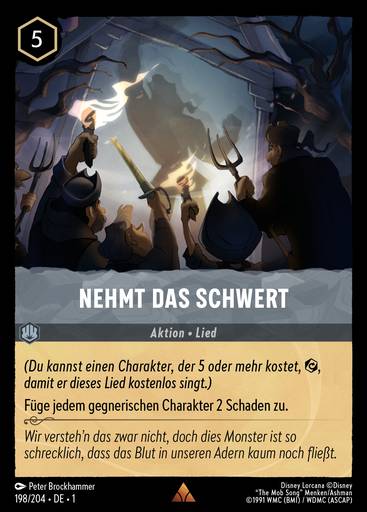 5
NEHMT DAS SCHWERT
Aktion • Lied
(Du kannst einen Charakter, der 5 oder mehr kostet, ,
damit er dieses Lied kostenlos singt.)
Füge jedem gegnerischen Charakter 2 Schaden zu.
Wir versteh'n das zwar nicht, doch dies Monster ist so
schrecklich, dass das Blut in unseren Adern kaum noch fließt.
Peter Brockhammer
198/204 • DE • 1
Disney Lorcana ©Disney
"The Mob Song" Menken/Ashman
©1991 WMC (BMI) / WDMC (ASCAP)